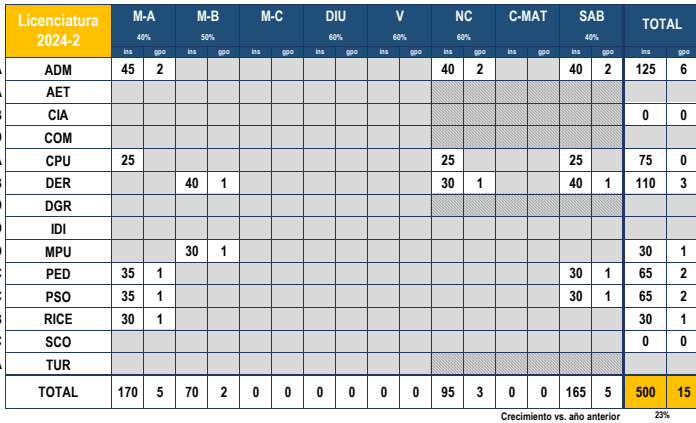 Licenciatura 2024-2 M-A M-B M-C DIU V NC C-MAT SAB TOTAL
40% 50% 60% 60% 60% 40%
ins gpo ins gpo ins gpo ins gpo ins gpo ins gpo ins gpo ins gpo ins gpo
ADM 45 2 40 2 40 2 125 6
AET
CIA 0 0
COM
CPU 25 25 25 75 0
DER 40 1 30 1 40 1 110 3
DGR
IDI
MPU 30 1 30 1
PED 35 1 30 1 65 2
PSO 35 1 30 1 65 2
RICE 30 1 30 1
SCO 0 0
TUR
TOTAL 170 5 70 2 0 0 0 0 0 0 95 3 0 0 165 5 500 15
Crecimiento vs. año anterior 23%